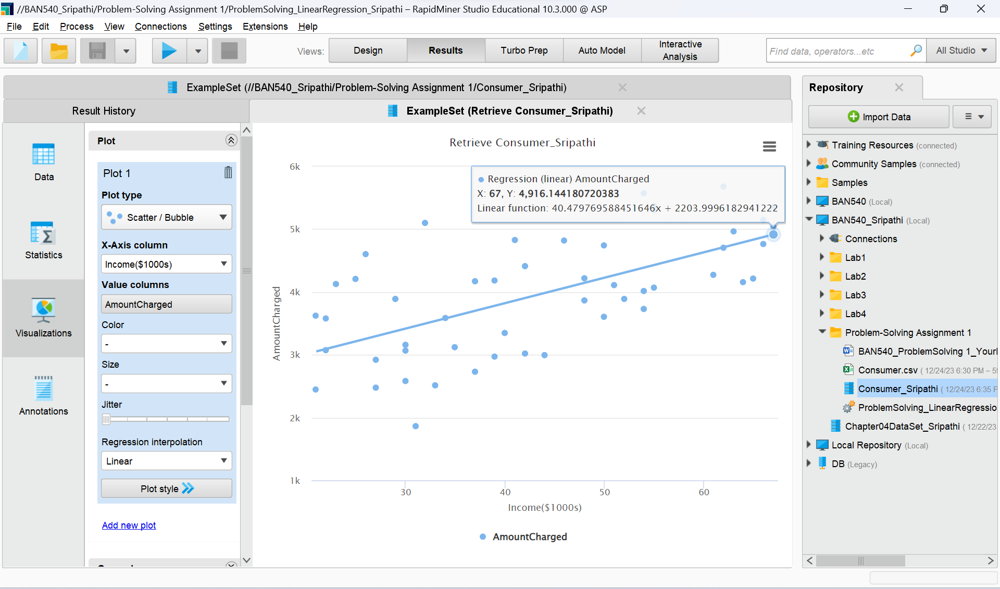 //BAN540_Sripathi/Problem-Solving Assignment 1/ProblemSolving_LinearRegression_Sripathi – RapidMiner Studio Educational 10.3.000 @ ASP
File Edit Process View Connections Settings Extensions Help
Views: Design Results Turbo Prep Auto Model Interactive Analysis
Find data, operators...etc All Studio
ExampleSet (//BAN540_Sripathi/Problem-Solving Assignment 1/Consumer_Sripathi)
Result History
ExampleSet (Retrieve Consumer_Sripathi)
Data
Statistics
Visualizations
Annotations
Plot
Plot 1
Plot type
Scatter / Bubble
X-Axis column
Income($1000s)
Value columns
AmountCharged
Color
-
Size
-
Jitter
Regression interpolation
Linear
Plot style
Add new plot
Retrieve Consumer_Sripathi
Regression (linear) AmountCharged
X: 67, Y: 4,916.144180720383
Linear function: 40.479769588451646x + 2203.9996182941222
6k
5k
4k
3k
2k
1k
AmountCharged
30 40 50 60
Income($1000s)
AmountCharged
Repository
Import Data
Training Resources (connected)
Community Samples (connected)
Samples
BAN540 (Local)
BAN540_Sripathi (Local)
Connections
Lab1
Lab2
Lab3
Lab4
Problem-Solving Assignment 1
BAN540_ProblemSolving 1_Your
Consumer.csv ( 12/24/23 6:30 PM – 5
Consumer_Sripathi ( 12/24/23 6:35 P
ProblemSolving_LinearRegressio
Chapter04DataSet_Sripathi ( 12/22/23
Local Repository (Local)
DB (Legacy)